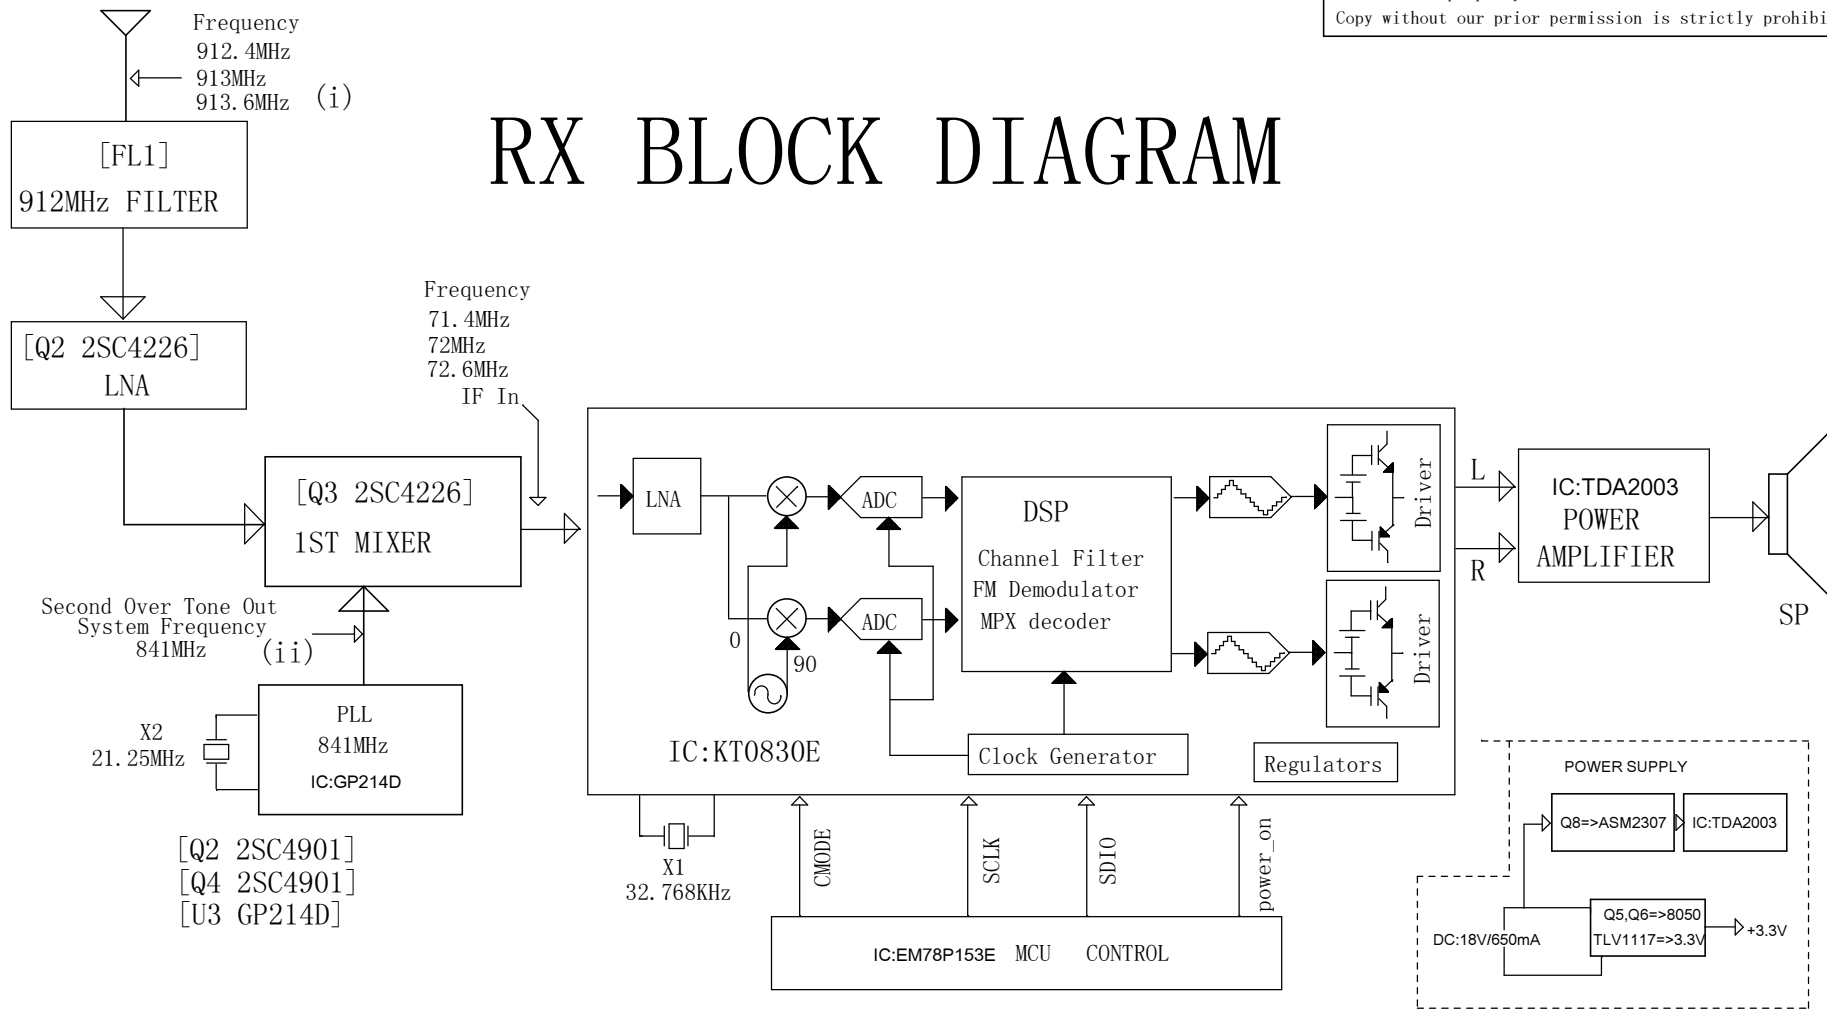 Copy without our prior permission is strictly
Frequency
912.4MHz
913MHz
913.6MHz (i)
RX BLOCK DIAGRAM
[FL1]
912MHz FILTER
[Q2 2SC4226]
LNA
Frequency
71.4MHz
72MHz
72.6MHz
IF In
[Q3 2SC4226]
1ST MIXER
Second Over Tone Out
System Frequency
841MHz (ii)
PLL
841MHz
IC:GP214D
X2
21.25MHz
[Q2 2SC4901]
[Q4 2SC4901]
[U3 GP214D]
LNA
ADC
ADC
0
90
DSP
Channel Filter
FM Demodulator
MPX decoder
Driver
Driver
IC:KT0830E
Clock Generator
Regulators
L
R
IC:TDA2003
POWER
AMPLIFIER
SP
X1
32.768KHz
CMODE
SCLK
SDIO
power_on
IC:EM78P153E MCU CONTROL
POWER SUPPLY
Q8=>ASM2307
IC:TDA2003
DC:18V/650mA
Q5,Q6=>8050
TLV1117=>3.3V
+3.3V